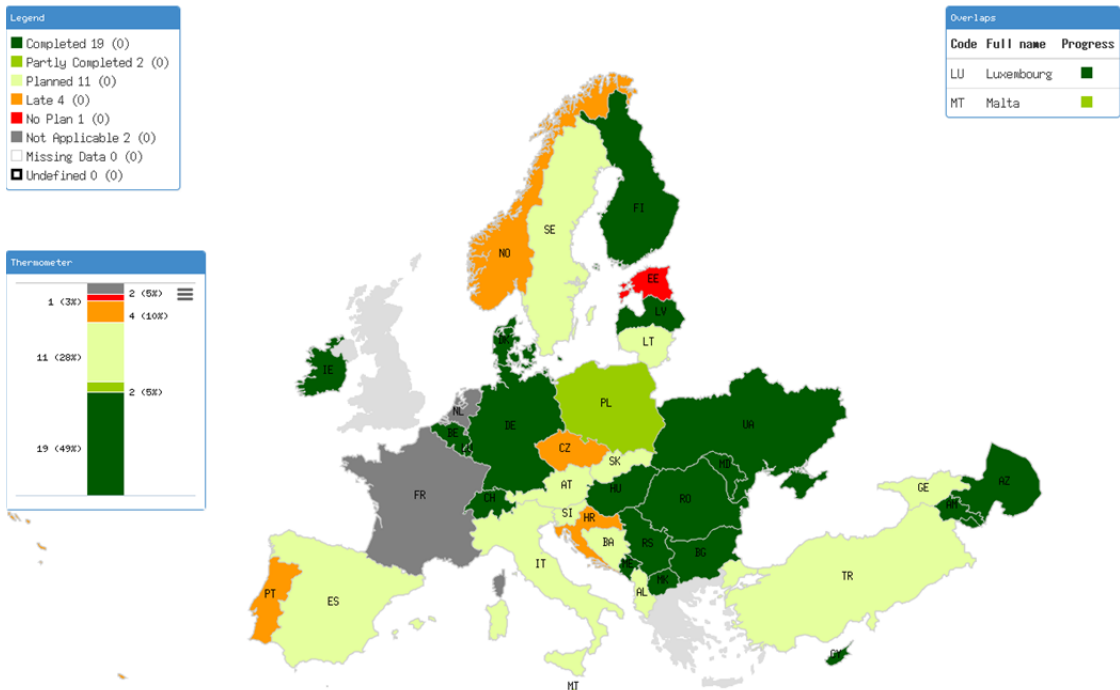 Legend
Completed 19 (0)
Partly Completed 2 (0)
Planned 11 (0)
Late 4 (0)
No Plan 1 (0)
Not Applicable 2 (0)
Missing Data 0 (0)
Undefined 0 (0)
Overlaps
Code Full name Progress
LU Luxembourg
MT Malta
Thermometer
2 (5%)
1 (3%)
4 (10%)
11 (28%)
2 (5%)
19 (49%)
FI
SE
NO
EE
LV
LT
DK
IE
PL
NL
BE
DE
UA
LU
CZ
SK
MD
AT
HU
FR
CH
RO
GE
AZ
AM
SI
HR
BA
RS
BG
IT
ME
MK
AL
TR
PT
ES
CY
MT